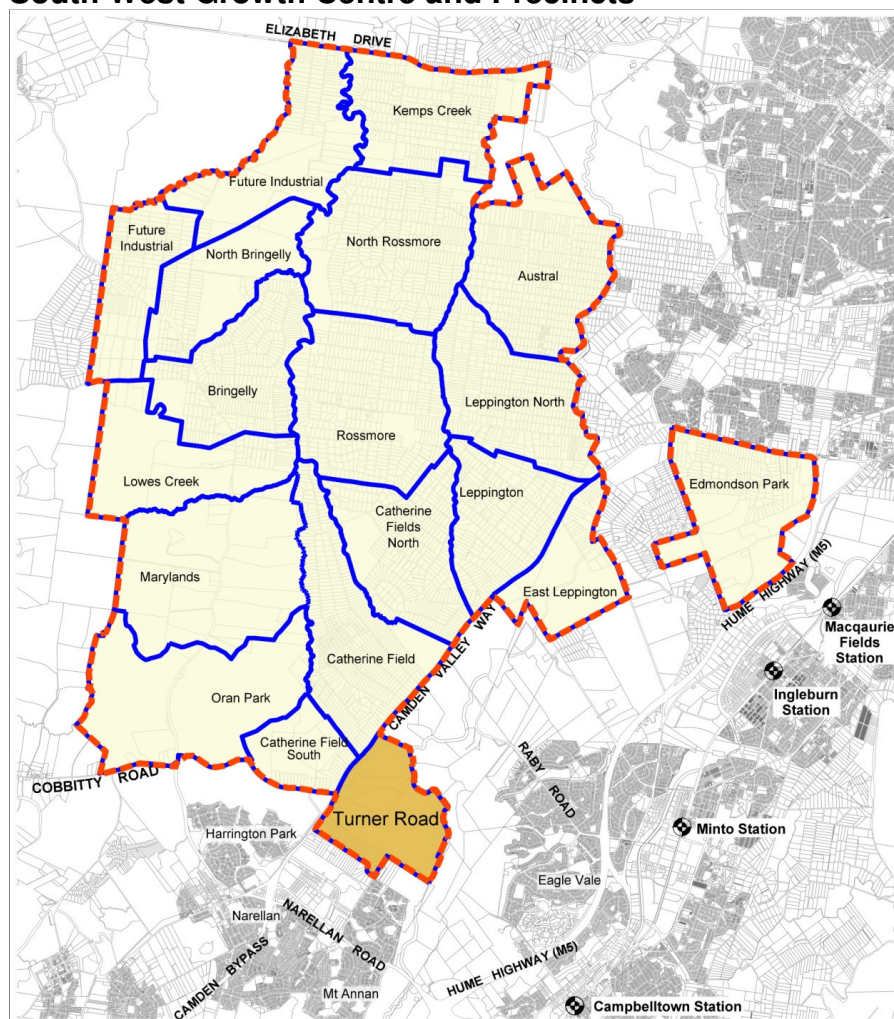 South West Growth Centre and Precincts
ELIZABETH DRIVE
Kemps Creek
Future Industrial
Future
Industrial
North Bringelly
North Rossmore
Austral
Bringelly
Leppington North
Rossmore
Edmondson Park
Lowes Creek
Leppington
Catherine
Fields
North
Marylands
East Leppington
HUME HIGHWAY (M5)
Macqaurie
Fields
Station
Catherine Field
CAMDEN VALLEY WAY
Ingleburn
Station
Oran Park
Catherine Field
South
RABY ROAD
COBBITTY ROAD
Turner Road
Harrington Park
Minto Station
Eagle Vale
Narellan
NARELLAN ROAD
CAMDEN BYPASS
HUME HIGHWAY (M5)
Mt Annan
Campbelltown Station